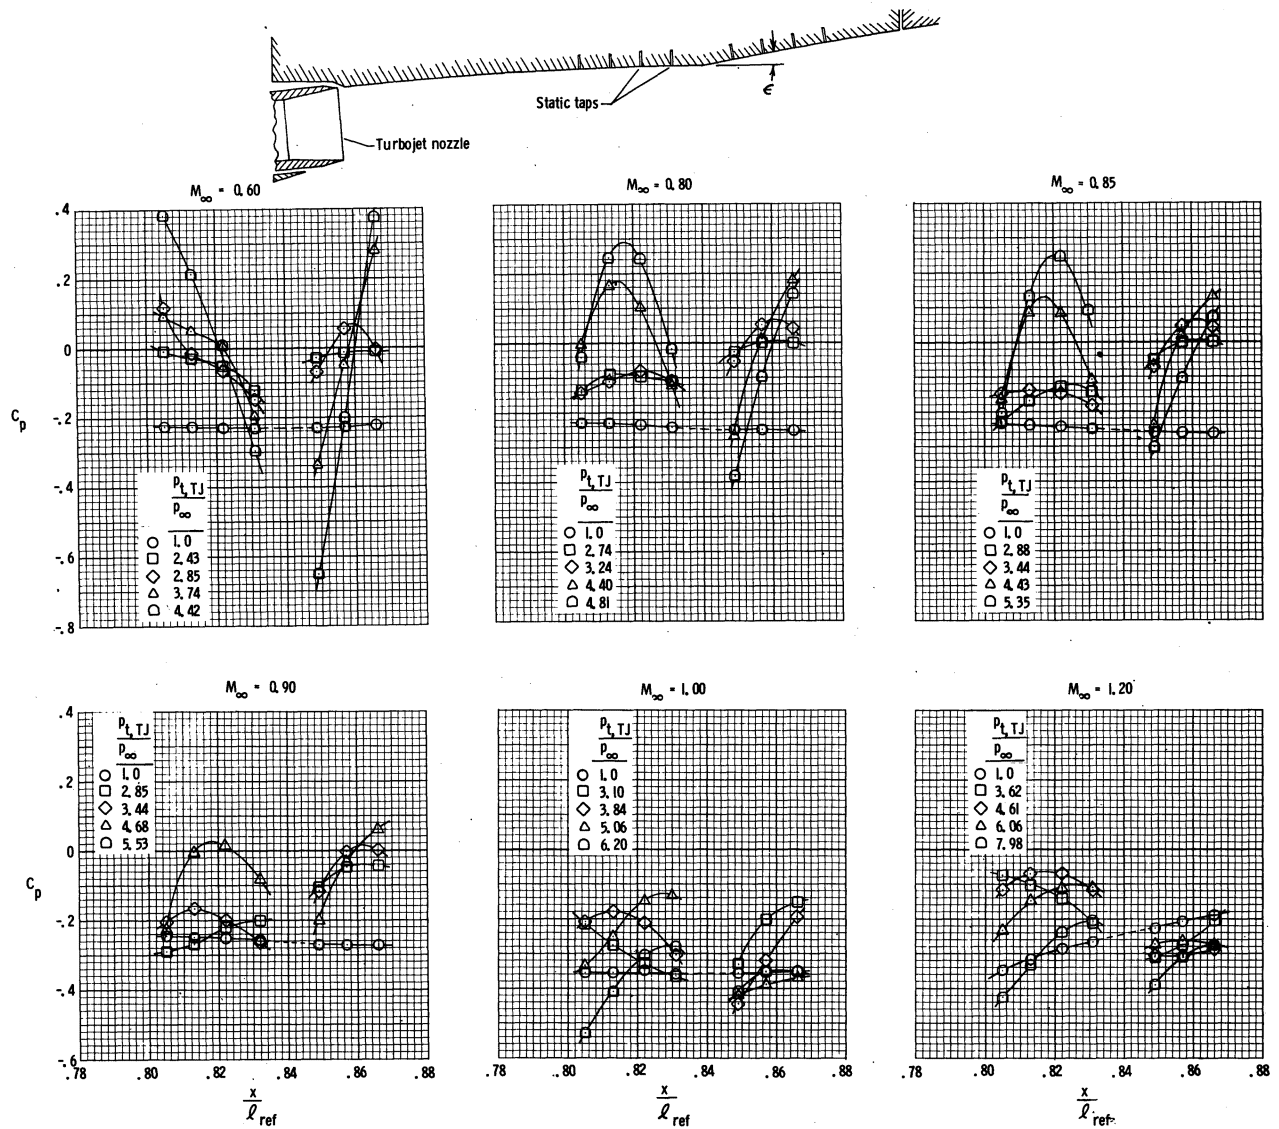 Static taps
ϵ
Turbojet nozzle
M∞ = 0.60
M∞ = 0.80
M∞ = 0.85
.4
.2
0
-.2
-.4
-.6
-.8
Cp
pt,TJ
p∞
1.0
2.43
2.85
3.74
4.42
pt,TJ
p∞
1.0
2.74
3.24
4.40
4.81
pt,TJ
p∞
1.0
2.88
3.44
4.43
5.35
M∞ = 0.90
M∞ = 1.00
M∞ = 1.20
.4
.2
0
-.2
-.4
-.6
Cp
pt,TJ
p∞
1.0
2.85
3.44
4.68
5.53
pt,TJ
p∞
1.0
3.10
3.84
5.06
6.20
pt,TJ
p∞
1.0
3.62
4.61
6.06
7.98
.78 .80 .82 .84 .86 .88
.78 .80 .82 .84 .86 .88
.78 .80 .82 .84 .86 .88
x
ℓref
x
ℓref
x
ℓref